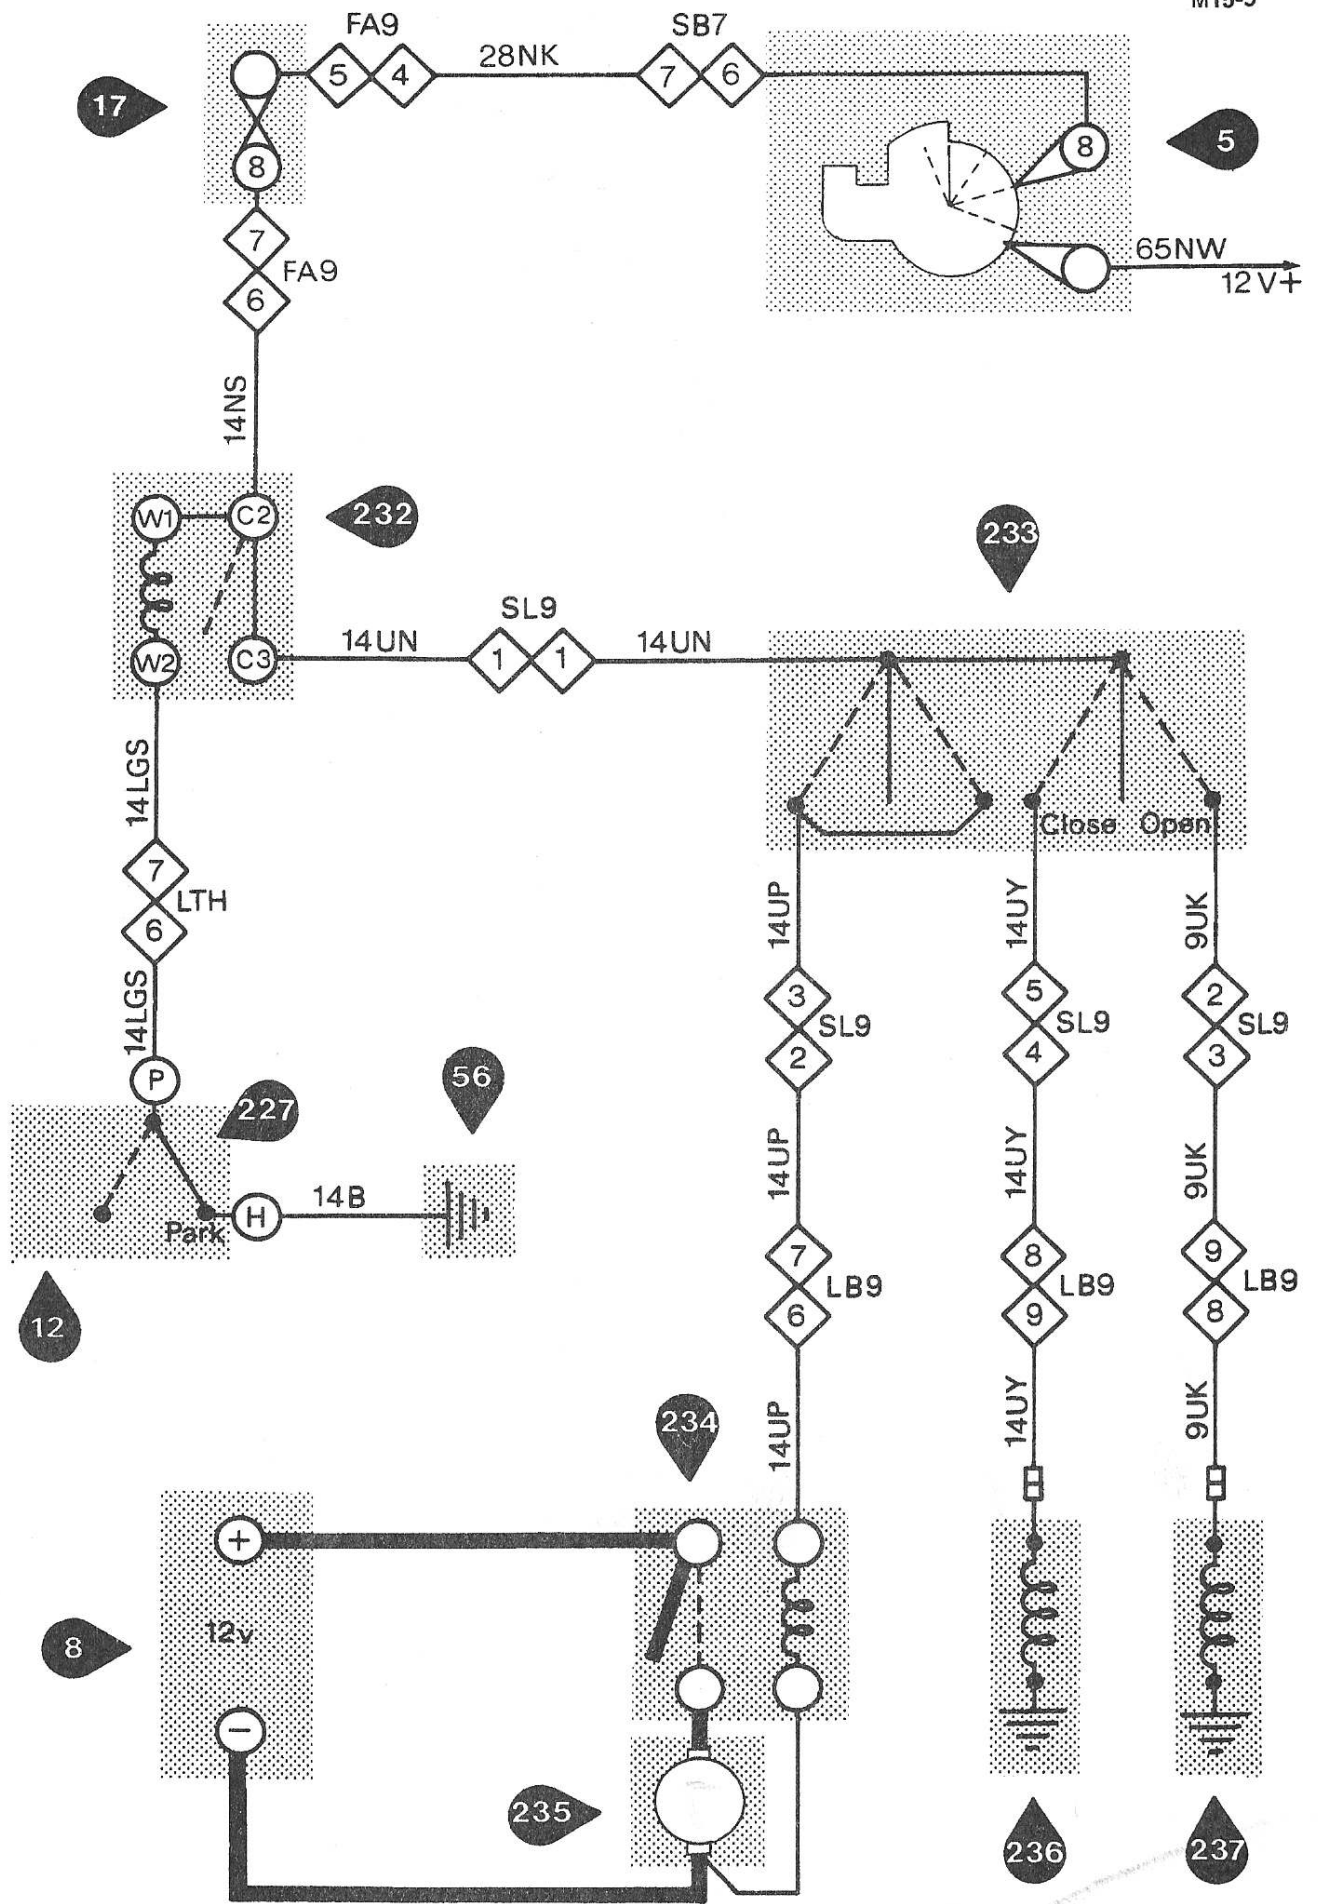 FA9
SB7
5
4
28NK
7
6
17
8
8
5
65NW
12V+
7
FA9
6
14NS
W1
C2
232
233
W2
C3
14UN
SL9
1
1
14UN
Close
Open
14LGS
7
LTH
6
14LGS
14UP
14UY
9UK
3
SL9
2
5
SL9
4
2
SL9
3
P
56
227
Park
H
14B
12
14UP
14UY
9UK
7
LB9
6
8
LB9
9
9
LB9
8
14UP
14UY
9UK
234
+
12v
8
−
235
236
237